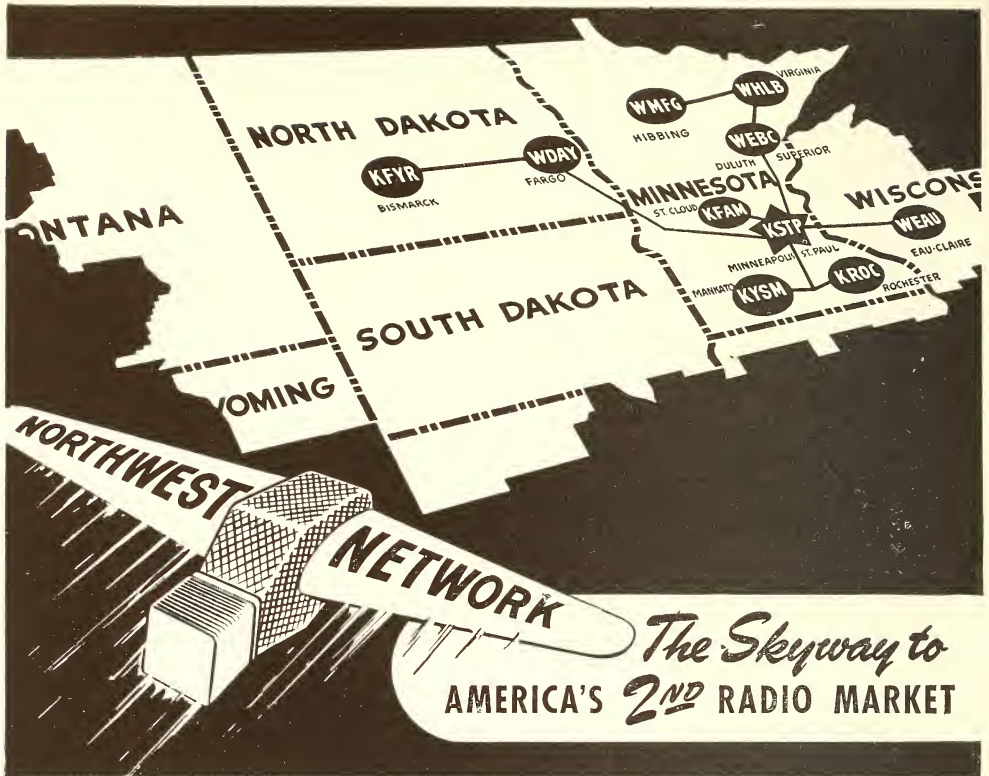 NORTH DAKOTA
KFYR
BISMARCK
WDAY
FARGO
WMFG
HIBBING
WHLB
VIRGINIA
WEBC
DULUTH
SUPERIOR
MINNESOTA
ST. CLOUD
KFAM
KSTP
MINNEAPOLIS
ST. PAUL
WISCONS
WEAU
EAU-CLAIRE
MANKATO
KYSM
KROC
ROCHESTER
ONTANA
SOUTH DAKOTA
YOMING
NORTHWEST
NETWORK
The Skyway to
AMERICA'S 2ND RADIO MARKET